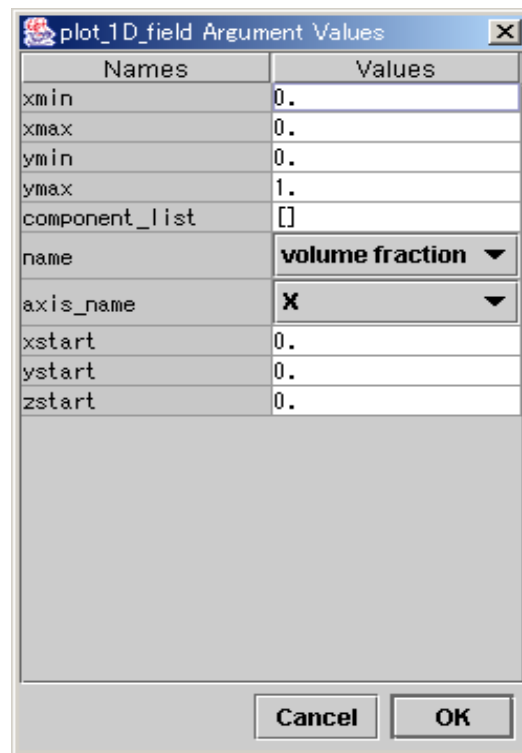 plot_1D_field Argument Values
Names Values
xmin 0.
xmax 0.
ymin 0.
ymax 1.
component_list []
name volume fraction
axis_name X
xstart 0.
ystart 0.
zstart 0.
Cancel OK